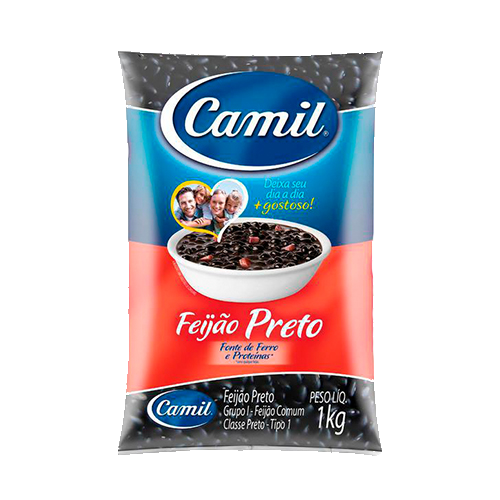 Camil
Deixa seu
dia a dia
+ gostoso!
Feijão Preto
Fonte de Ferro
e Proteínas*
Camil
Feijão Preto
Grupo I - Feijão Comum
Classe Preto - Tipo 1
PESO LÍQ.
1kg